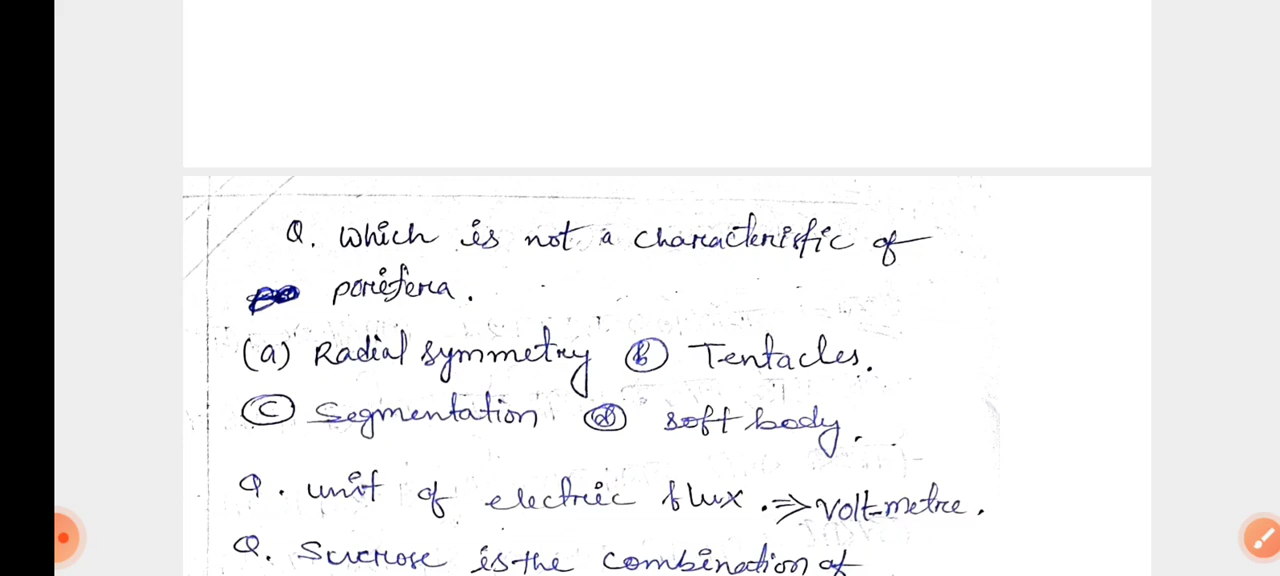 Q. Which is not a characteristic of
porifera.
(a) Radial symmetry (b) Tentacles.
(c) Segmentation (d) soft body.
Q. unit of electric flux. ⇒ volt-metre.
Q. Sucrose is the combination of